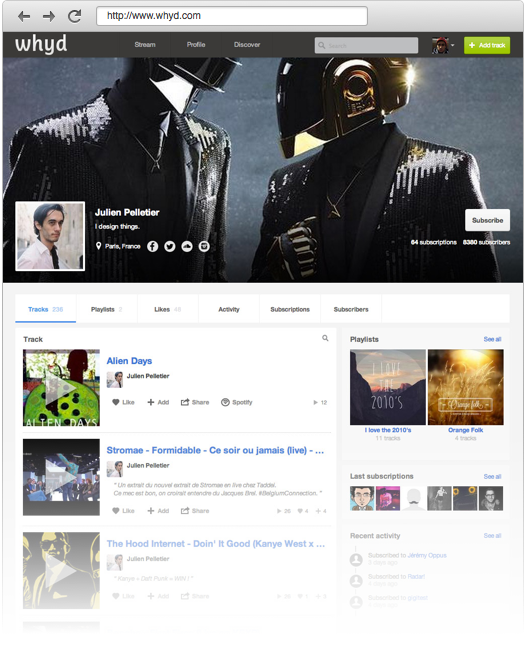 http://www.whyd.com
whyd
Stream Profile Discover Search Add track
Julien Pelletier
I design things.
Subscribe
Paris, France
64 subscriptions 8380 subscribers
Tracks 236 Playlists 2 Likes 46 Activity Subscriptions Subscribers
Track
Alien Days
Julien Pelletier
Like Add Share Spotify 12
ALIEN DAYS
Stromae - Formidable - Ce soir ou jamais (live) - ...
Julien Pelletier
" Un extrait du nouvel extrait de Stromae en live chez Taddei.
Ce mec est bon, on croirait entendre du Jacques Brel. #BelgiumConnection. "
Like Add Share 26 4 4
The Hood Internet - Doin' It Good (Kanye West x ...
Julien Pelletier
" Kanye + Daft Punk = WIN ! "
Like Add Share
Playlists See all
I LOVE
THE
2010'S
Orange folk
I love the 2010's Orange Folk
11 tracks 4 tracks
Last subscriptions See all
Recent activity See all
Subscribed to Jérémy Oppus
Subscribed to
Subscribed to